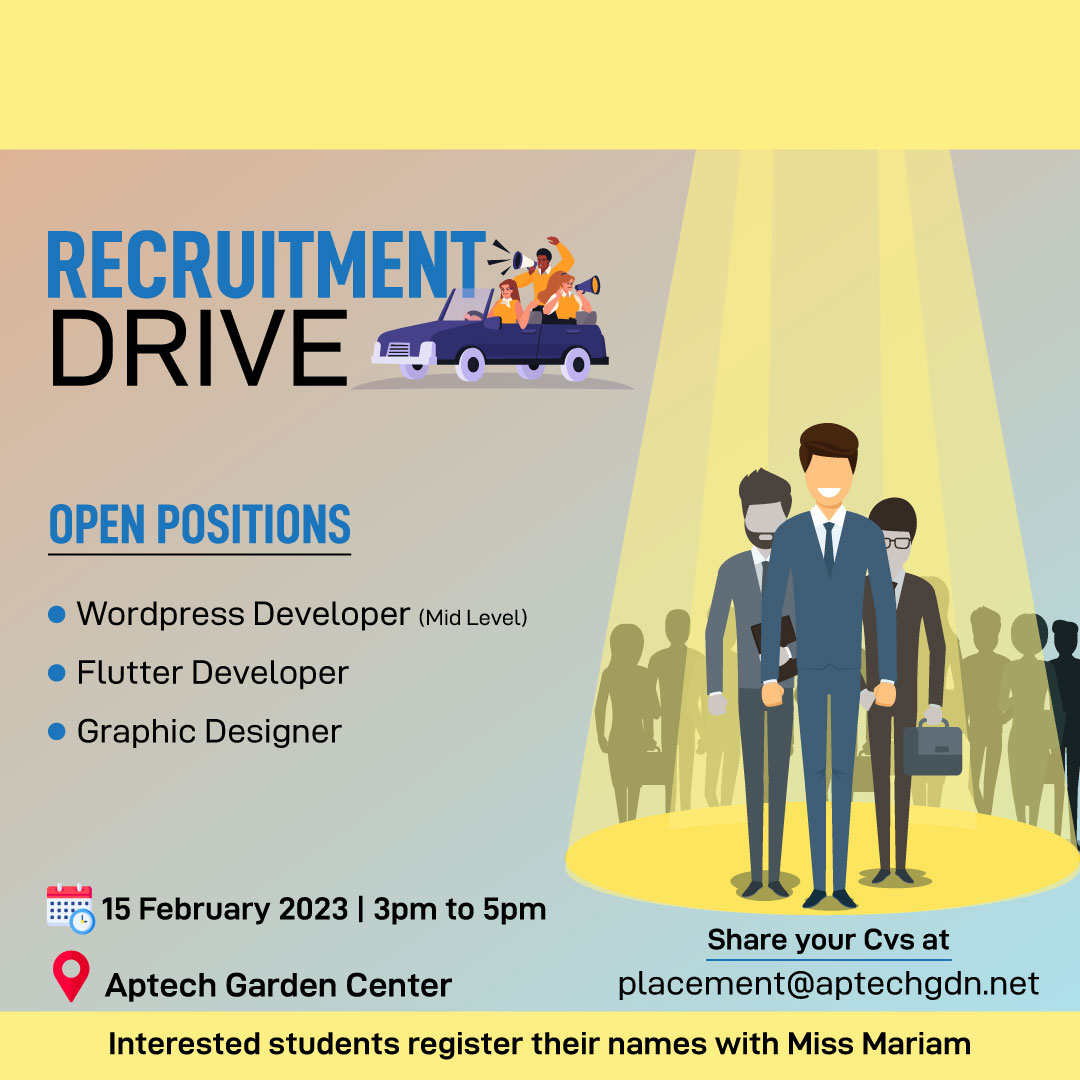 RECRUITMENT
DRIVE
OPEN POSITIONS
Wordpress Developer (Mid Level)
Flutter Developer
Graphic Designer
15 February 2023 | 3pm to 5pm
Aptech Garden Center
Share your Cvs at
placement@aptechgdn.net
Interested students register their names with Miss Mariam